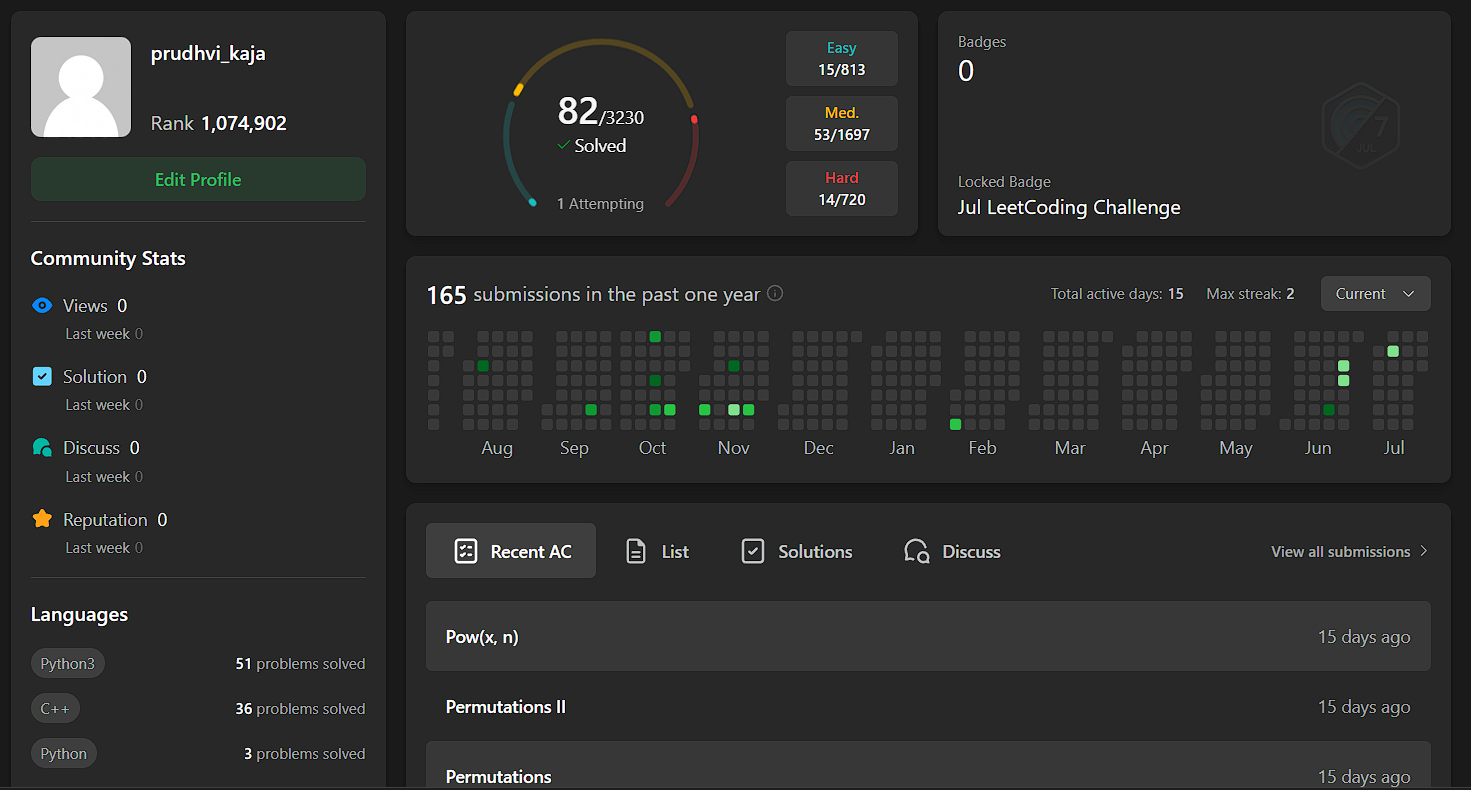 prudhvi_kaja
Rank 1,074,902
Edit Profile
Community Stats
Views 0
Last week 0
Solution 0
Last week 0
Discuss 0
Last week 0
Reputation 0
Last week 0
Languages
Python3 51 problems solved
C++ 36 problems solved
Python 3 problems solved
82/3230
Solved
1 Attempting
Easy
15/813
Med.
53/1697
Hard
14/720
Badges
0
7
JUL
Locked Badge
Jul LeetCoding Challenge
165 submissions in the past one year
Total active days: 15 Max streak: 2 Current
Aug Sep Oct Nov Dec Jan Feb Mar Apr May Jun Jul
Recent AC List Solutions Discuss View all submissions
Pow(x, n) 15 days ago
Permutations II 15 days ago
Permutations 15 days ago